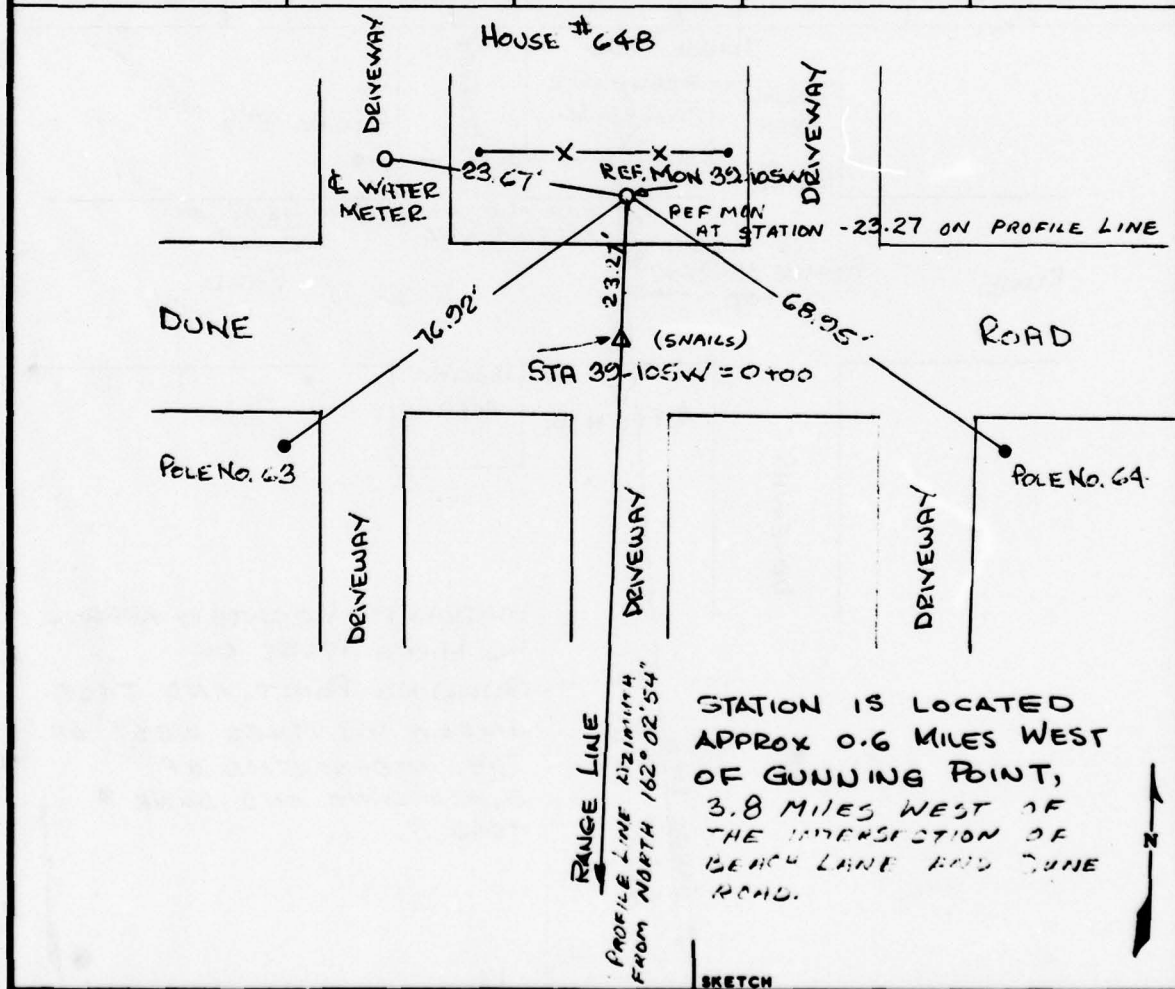 HOUSE #648
DRIVEWAY
DRIVEWAY
23.67'
REF. MON 39-105W
℄ WATER
METER
REF MON
AT STATION -23.27 ON PROFILE LINE
23.27'
DUNE
76.92'
68.95'
ROAD
(SNAILS)
STA 39-105W = 0+00
POLE No. 63
POLE No. 64
DRIVEWAY
DRIVEWAY
DRIVEWAY
RANGE LINE
PROFILE LINE AZIMUTH
FROM NORTH 162° 02' 54"
STATION IS LOCATED
APPROX 0.6 MILES WEST
OF GUNNING POINT,
3.8 MILES WEST OF
THE INTERSECTION OF
BEACH LANE AND DUNE
ROAD.
N
SKETCH